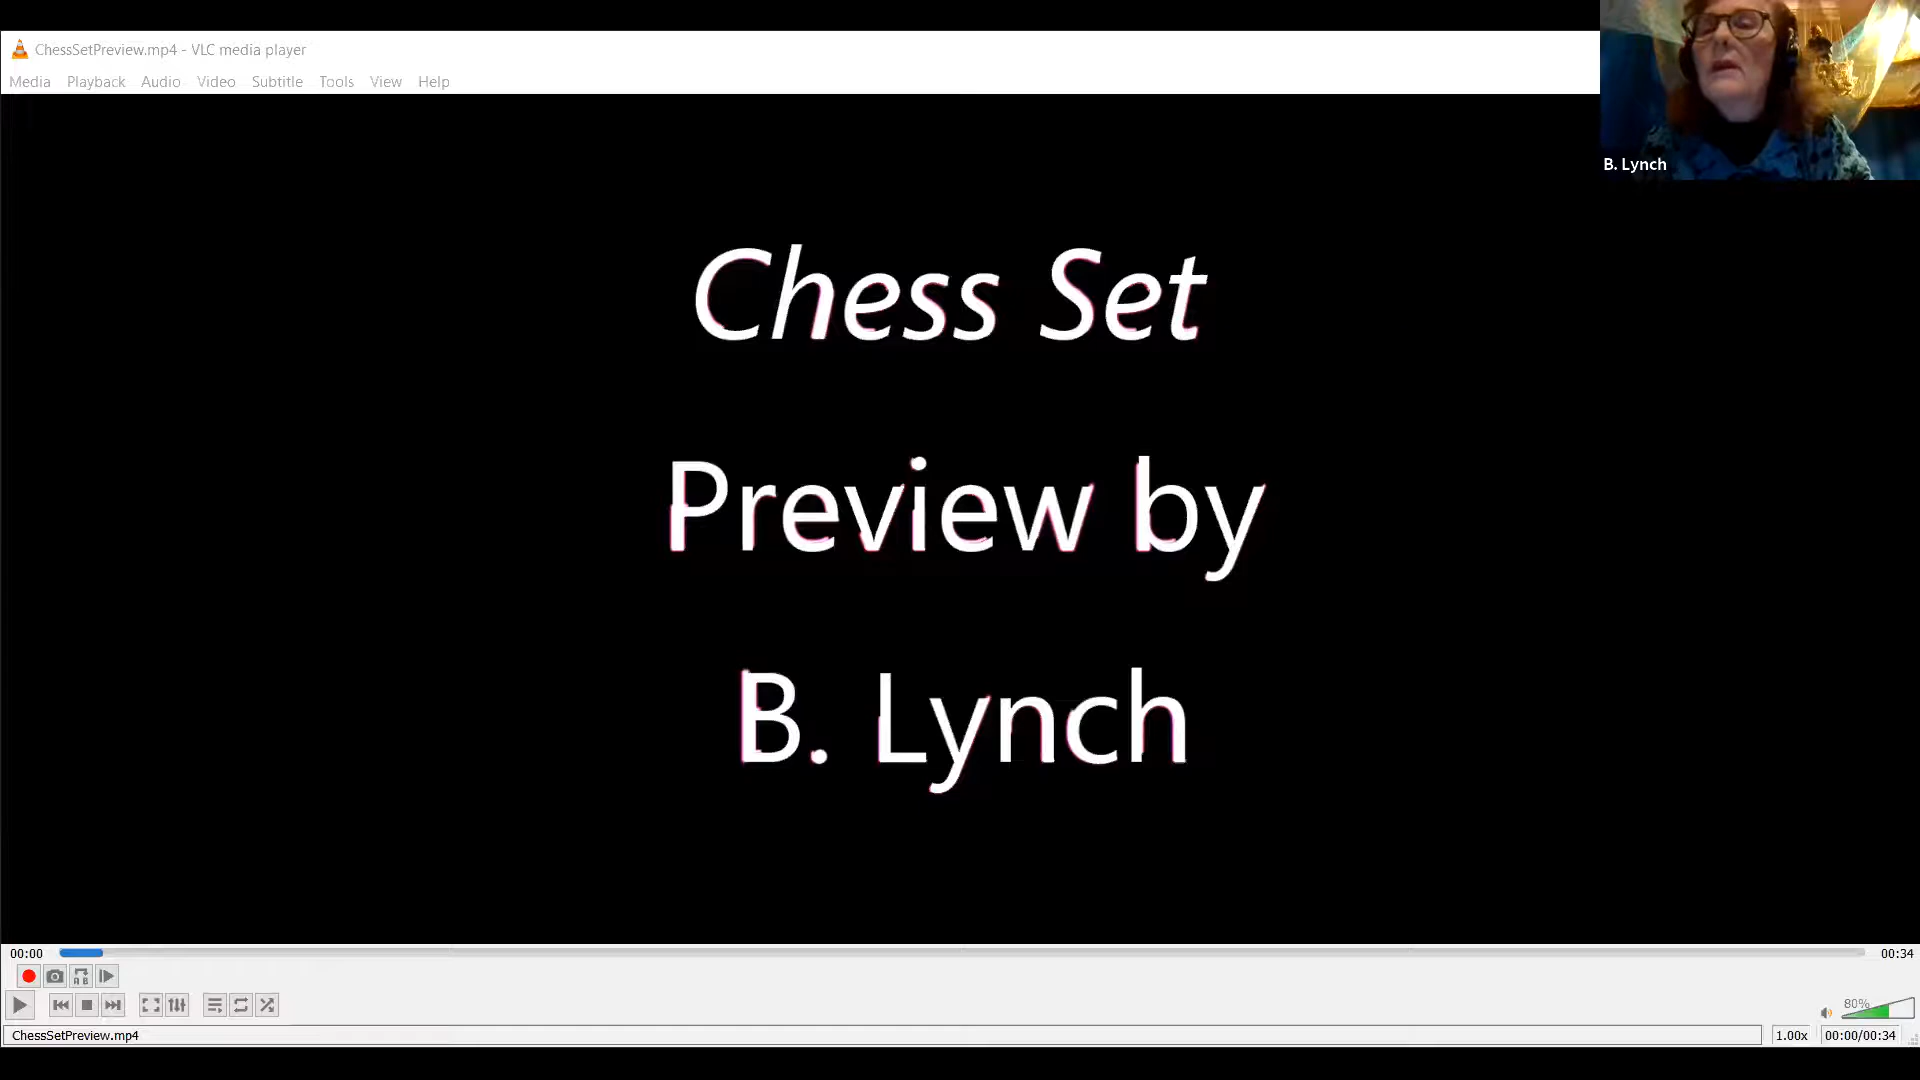 ChessSetPreview.mp4 - VLC media player
Media Playback Audio Video Subtitle Tools View Help
B. Lynch
Chess Set
Preview by
B. Lynch
00:00
00:34
A B
80%
ChessSetPreview.mp4
1.00x
00:00/00:34